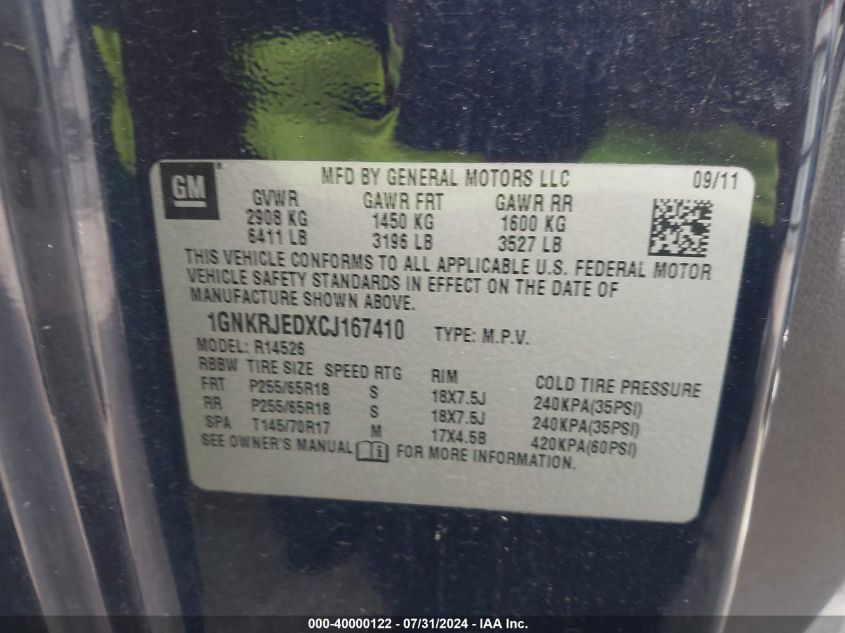 GM
MFD BY GENERAL MOTORS LLC 09/11
GVWR GAWR FRT GAWR RR
2908 KG 1450 KG 1600 KG
6411 LB 3196 LB 3527 LB
THIS VEHICLE CONFORMS TO ALL APPLICABLE U.S. FEDERAL MOTOR
VEHICLE SAFETY STANDARDS IN EFFECT ON THE DATE OF
MANUFACTURE SHOWN ABOVE.
1GNKRJEDXCJ167410 TYPE: M.P.V.
MODEL: R14526
RBBW TIRE SIZE SPEED RTG RIM COLD TIRE PRESSURE
FRT P255/65R18 S 18X7.5J 240KPA(35PSI)
RR P255/65R18 S 18X7.5J 240KPA(35PSI)
SPA T145/70R17 M 17X4.5B 420KPA(60PSI)
SEE OWNER'S MANUAL FOR MORE INFORMATION.
000-40000122 / 07/31/2024 / IAA Inc.